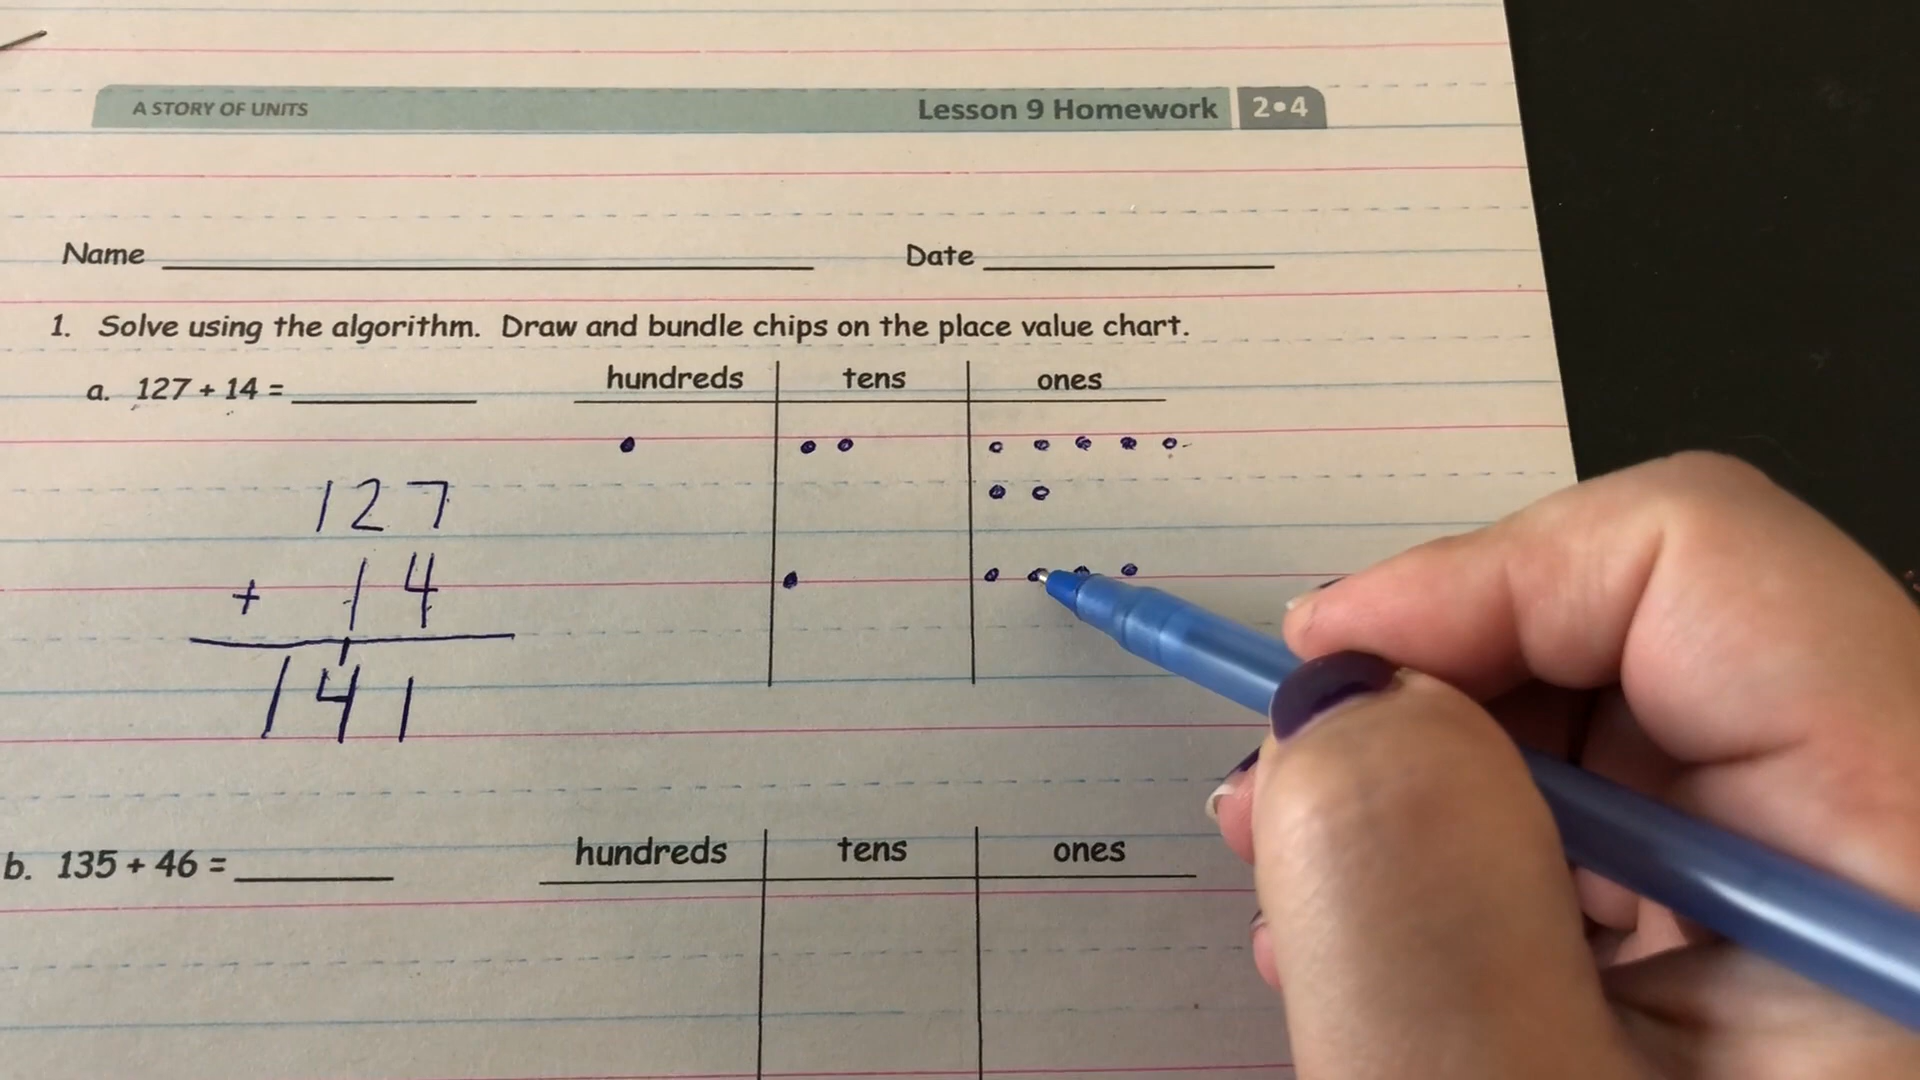 A STORY OF UNITS Lesson 9 Homework 2•4
Name Date
1. Solve using the algorithm. Draw and bundle chips on the place value chart.
a. 127 + 14 =
hundreds tens ones
127
+ 14
1
141
b. 135 + 46 =
hundreds tens ones